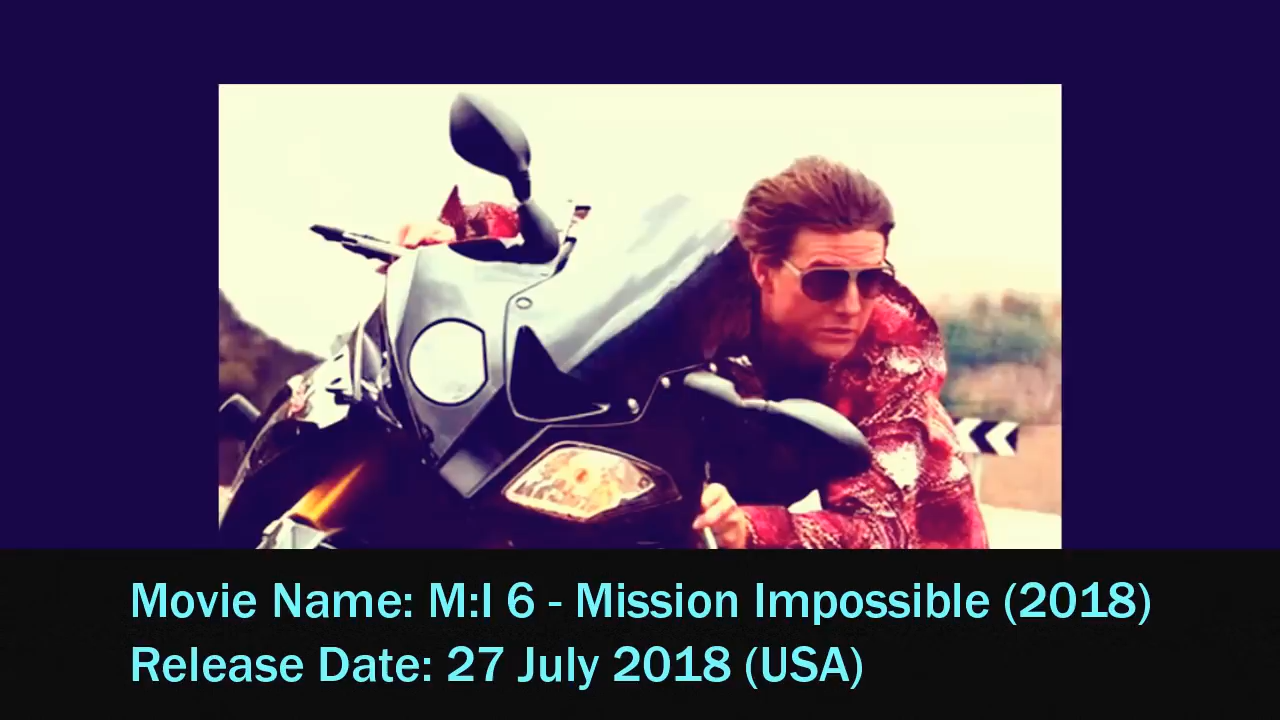 Movie Name: M:I 6 - Mission Impossible (2018)
Release Date: 27 July 2018 (USA)